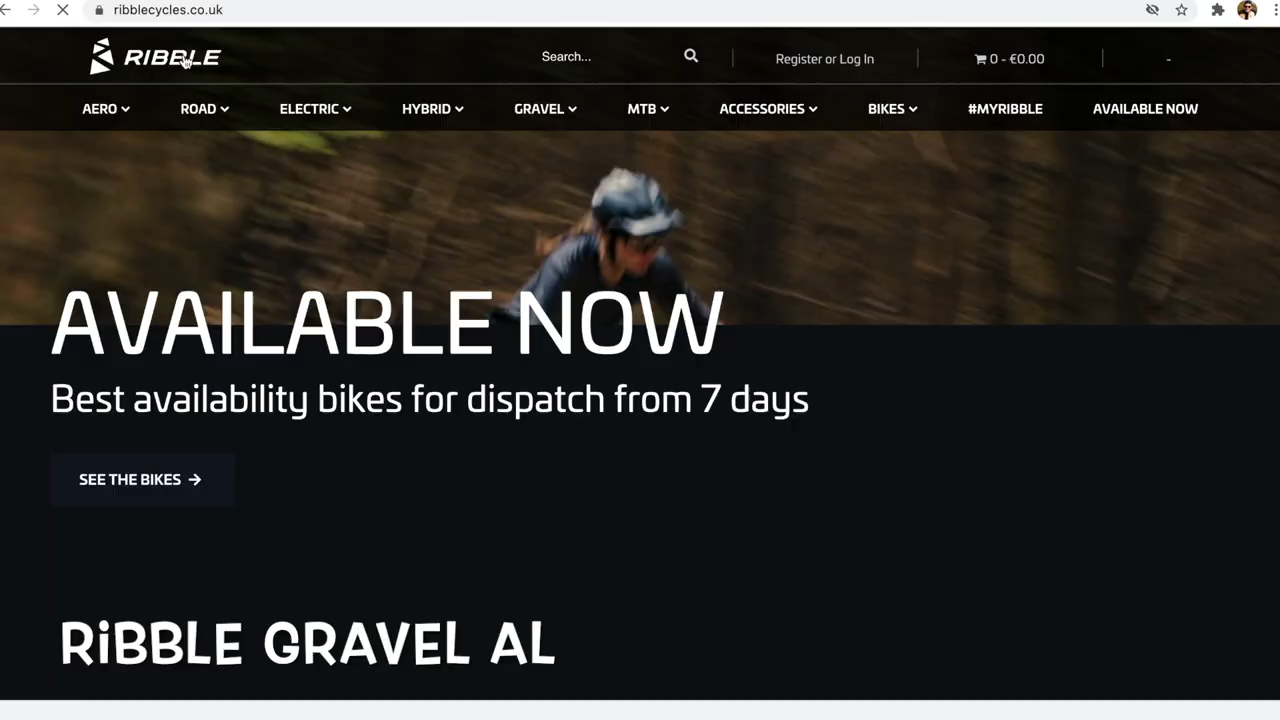 ribblecycles.co.uk
RIBBLE
Search...
Register or Log In
0 - €0.00
-
AERO
ROAD
ELECTRIC
HYBRID
GRAVEL
MTB
ACCESSORIES
BIKES
#MYRIBBLE
AVAILABLE NOW
AVAILABLE NOW
Best availability bikes for dispatch from 7 days
SEE THE BIKES →
RiBBLE GRAVEL AL